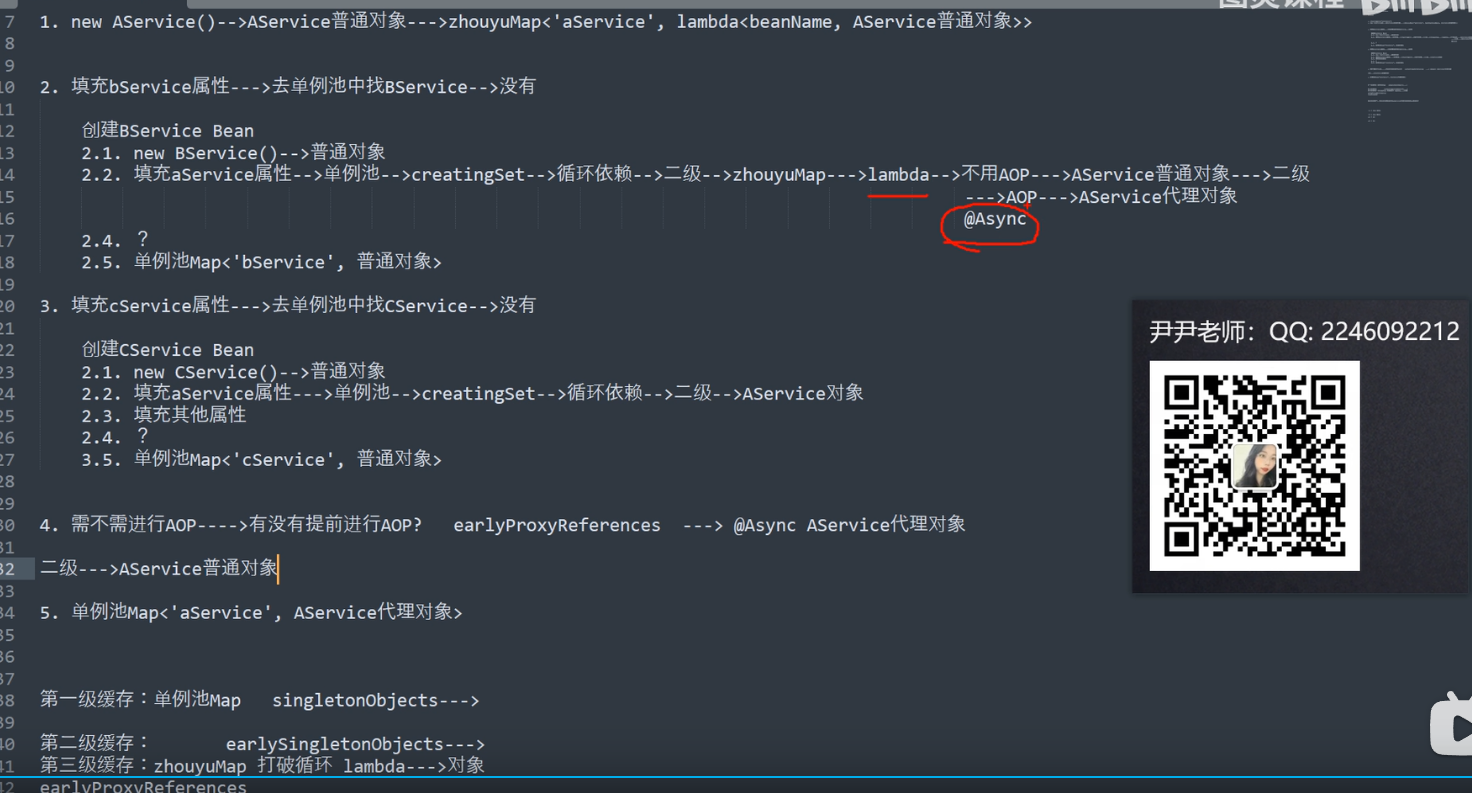 7 1. new AService()-->AService普通对象--->zhouyuMap<'aService', lambda<beanName, AService普通对象>>
8
9
10 2. 填充bService属性--->去单例池中找BService-->没有
11
12 创建BService Bean
13 2.1. new BService()-->普通对象
14 2.2. 填充aService属性-->单例池-->creatingSet-->循环依赖-->二级-->zhouyuMap--->lambda-->不用AOP--->AService普通对象--->二级
15 --->AOP--->AService代理对象
16 @Async
17 2.4. ?
18 2.5. 单例池Map<'bService', 普通对象>
19
20 3. 填充cService属性--->去单例池中找CService-->没有
21
22 创建CService Bean
23 2.1. new CService()-->普通对象
24 2.2. 填充aService属性--->单例池-->creatingSet-->循环依赖-->二级-->AService对象
25 2.3. 填充其他属性
26 2.4. ?
27 3.5. 单例池Map<'cService', 普通对象>
28
29
30 4. 需不需进行AOP---->有没有提前进行AOP? earlyProxyReferences ---> @Async AService代理对象
31
32 二级--->AService普通对象
33
34 5. 单例池Map<'aService', AService代理对象>
35
36
37
38 第一级缓存：单例池Map singletonObjects--->
39
40 第二级缓存： earlySingletonObjects--->
41 第三级缓存：zhouyuMap 打破循环 lambda--->对象
42 earlyProxyReferences
尹尹老师：QQ: 2246092212